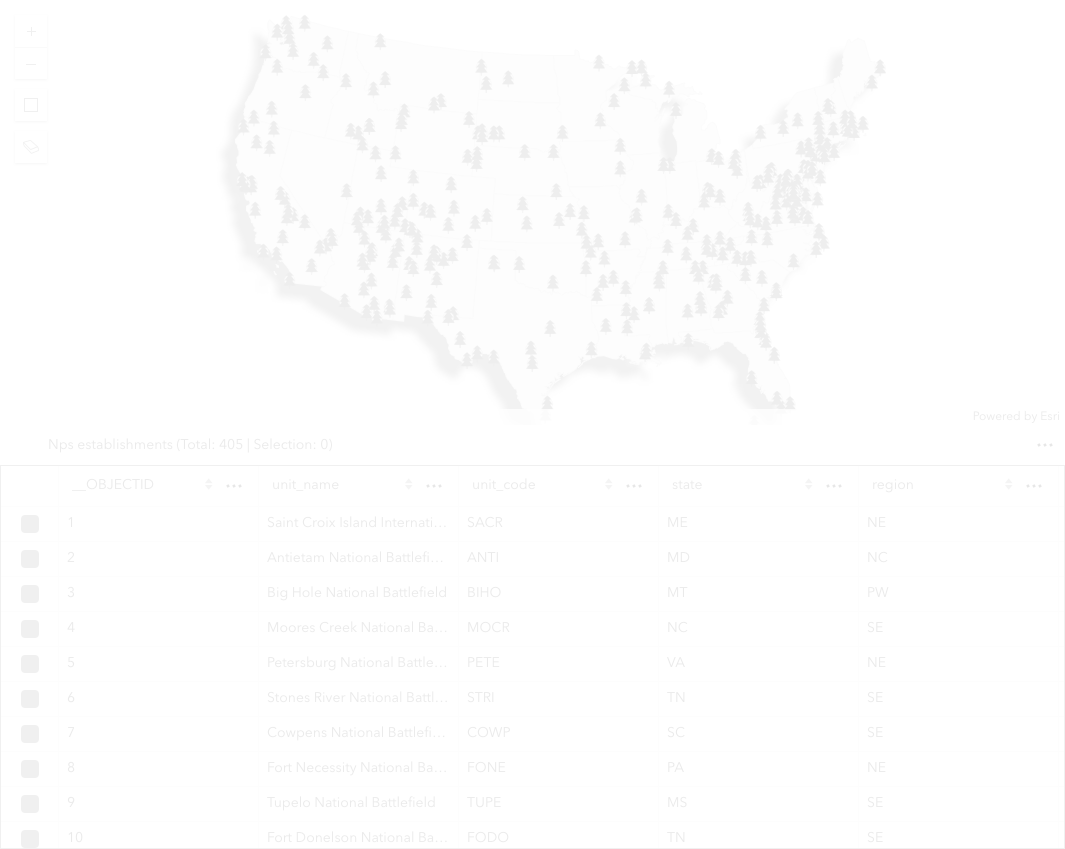 Powered by Esri
Nps establishments (Total: 405 | Selection: 0)
__OBJECTID unit_name unit_code state region
1 Saint Croix Island Internati... SACR ME NE
2 Antietam National Battlefi... ANTI MD NC
3 Big Hole National Battlefield BIHO MT PW
4 Moores Creek National Ba... MOCR NC SE
5 Petersburg National Battle... PETE VA NE
6 Stones River National Battl... STRI TN SE
7 Cowpens National Battlefi... COWP SC SE
8 Fort Necessity National Ba... FONE PA NE
9 Tupelo National Battlefield TUPE MS SE
10 Fort Donelson National Ba... FODO TN SE